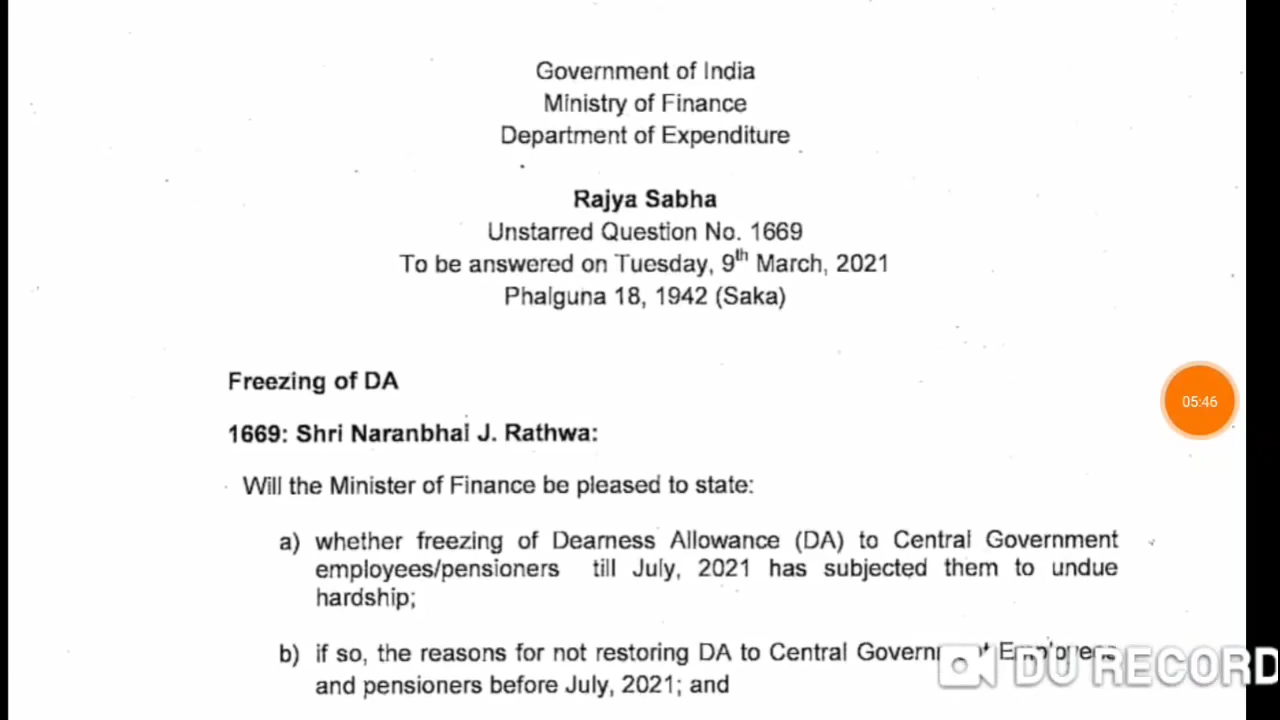 Government of India
Ministry of Finance
Department of Expenditure
Rajya Sabha
Unstarred Question No. 1669
To be answered on Tuesday, 9th March, 2021
Phalguna 18, 1942 (Saka)
Freezing of DA
1669: Shri Naranbhai J. Rathwa:
Will the Minister of Finance be pleased to state:
a) whether freezing of Dearness Allowance (DA) to Central Government
employees/pensioners till July, 2021 has subjected them to undue
hardship;
05:46
b) if so, the reasons for not restoring DA to Central Government Employees
and pensioners before July, 2021; and
DU RECORD